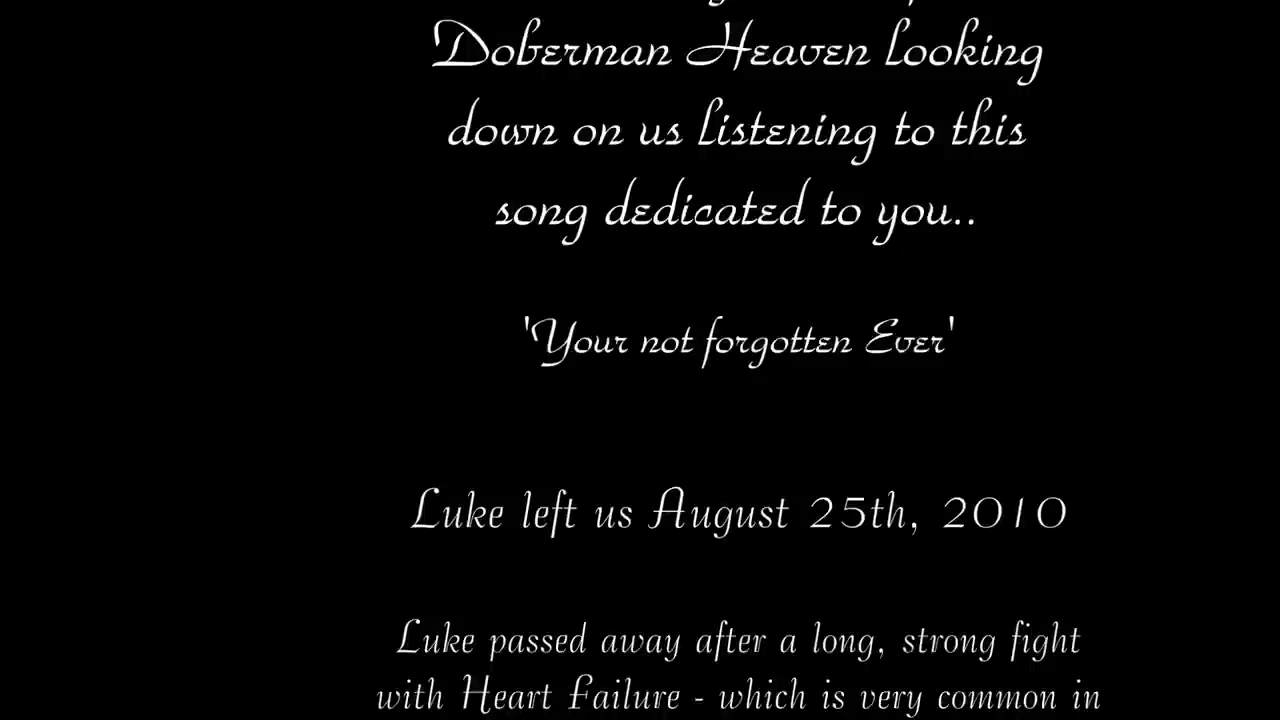 Doberman Heaven looking
down on us listening to this
song dedicated to you..
'Your not forgotten Ever'
Luke left us August 25th, 2010
Luke passed away after a long, strong fight
with Heart Failure - which is very common in